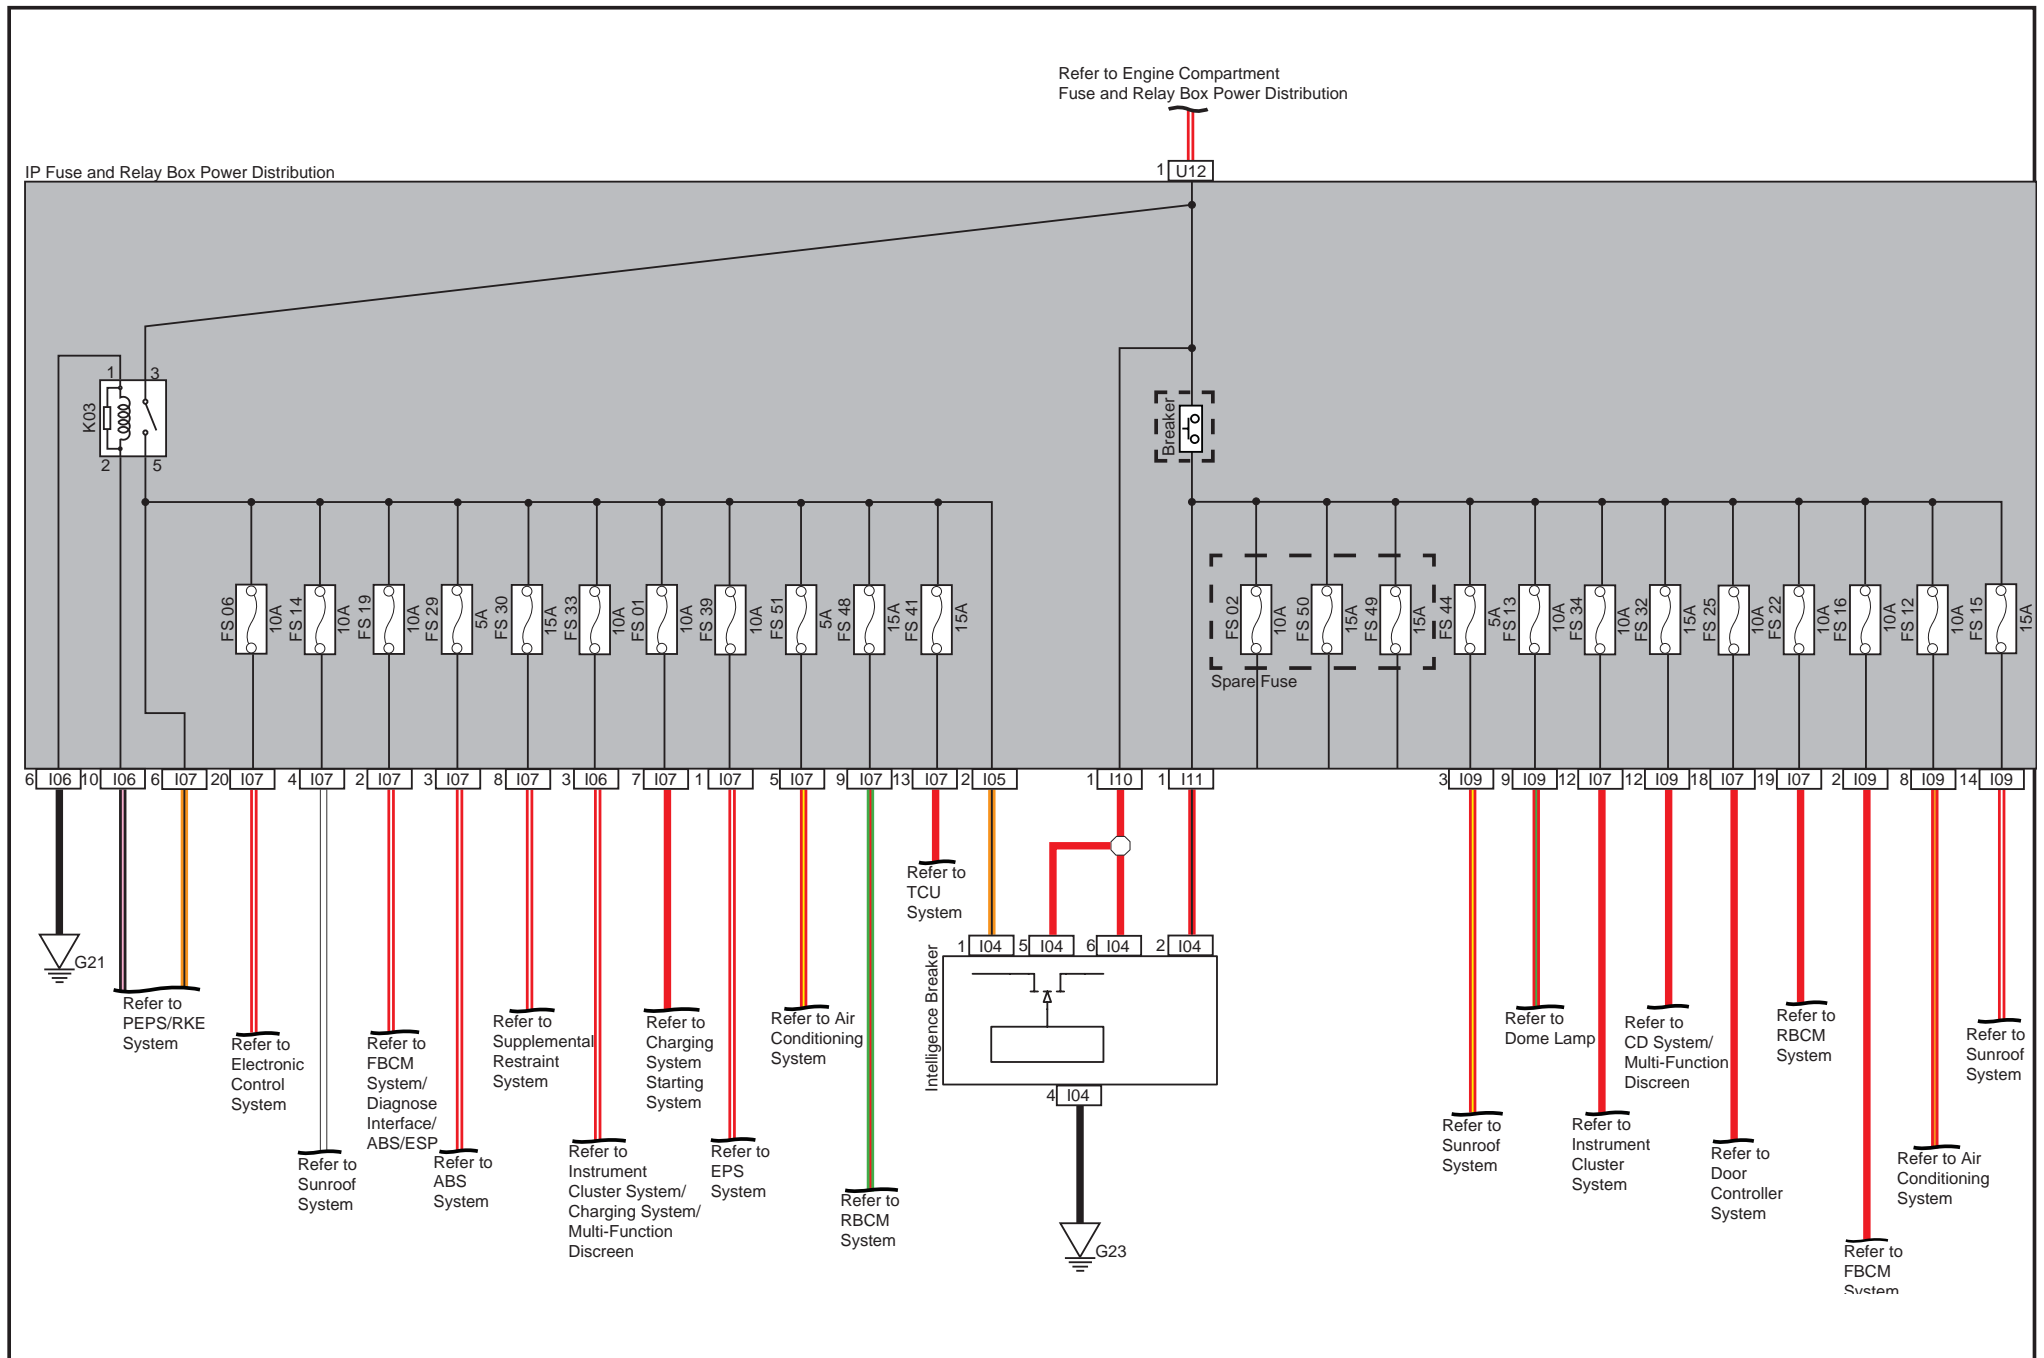 Refer to Engine Compartment
Fuse and Relay Box Power Distribution
IP Fuse and Relay Box Power Distribution
1 U12
1 3
K03
2 5
Breaker
FS 06 10A
FS 14 10A
FS 19 10A
FS 29 5A
FS 30 15A
FS 33 10A
FS 01 10A
FS 39 10A
FS 51 5A
FS 48 15A
FS 41 15A
FS 02 10A
FS 50 15A
FS 49 15A
FS 44 5A
FS 13 10A
FS 34 10A
FS 32 15A
FS 25 10A
FS 22 10A
FS 16 10A
FS 12 10A
FS 15 15A
Spare Fuse
6 I06 10 I06 6 I07 20 I07 4 I07 2 I07 3 I07 8 I07 3 I06 7 I07 1 I07 5 I07 9 I07 13 I07 2 I05 1 I10 1 I11 3 I09 9 I09 12 I07 12 I09 18 I07 19 I07 2 I09 8 I09 14 I09
G21
Refer to
PEPS/RKE
System
Refer to
Electronic
Control
System
Refer to
Sunroof
System
Refer to
FBCM
System/
Diagnose
Interface/
ABS/ESP
Refer to
ABS
System
Refer to
Supplemental
Restraint
System
Refer to
Instrument
Cluster System/
Charging System/
Multi-Function
Discreen
Refer to
Charging
System
Starting
System
Refer to
EPS
System
Refer to Air
Conditioning
System
Refer to
RBCM
System
Refer to
TCU
System
1 I04 5 I04 6 I04 2 I04
Intelligence Breaker
4 I04
G23
Refer to
Sunroof
System
Refer to
Dome Lamp
Refer to
Instrument
Cluster
System
Refer to
CD System/
Multi-Function
Discreen
Refer to
Door
Controller
System
Refer to
RBCM
System
Refer to
FBCM
System
Refer to Air
Conditioning
System
Refer to
Sunroof
System